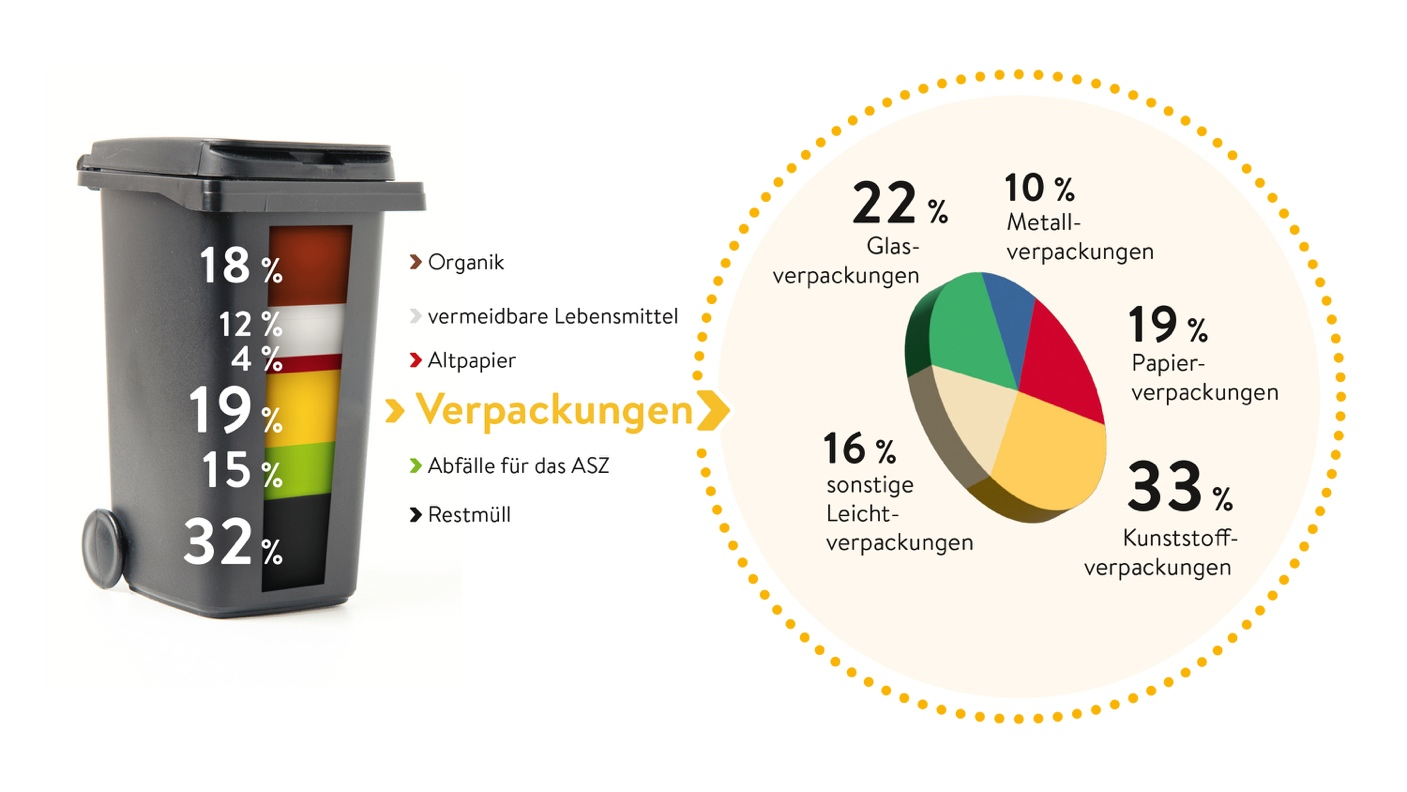 18 %
12 %
4 %
19 %
15 %
32 %
Organik
vermeidbare Lebensmittel
Altpapier
Verpackungen
Abfälle für das ASZ
Restmüll
22 %
Glas-
verpackungen
10 %
Metall-
verpackungen
19 %
Papier-
verpackungen
16 %
sonstige
Leicht-
verpackungen
33 %
Kunststoff-
verpackungen